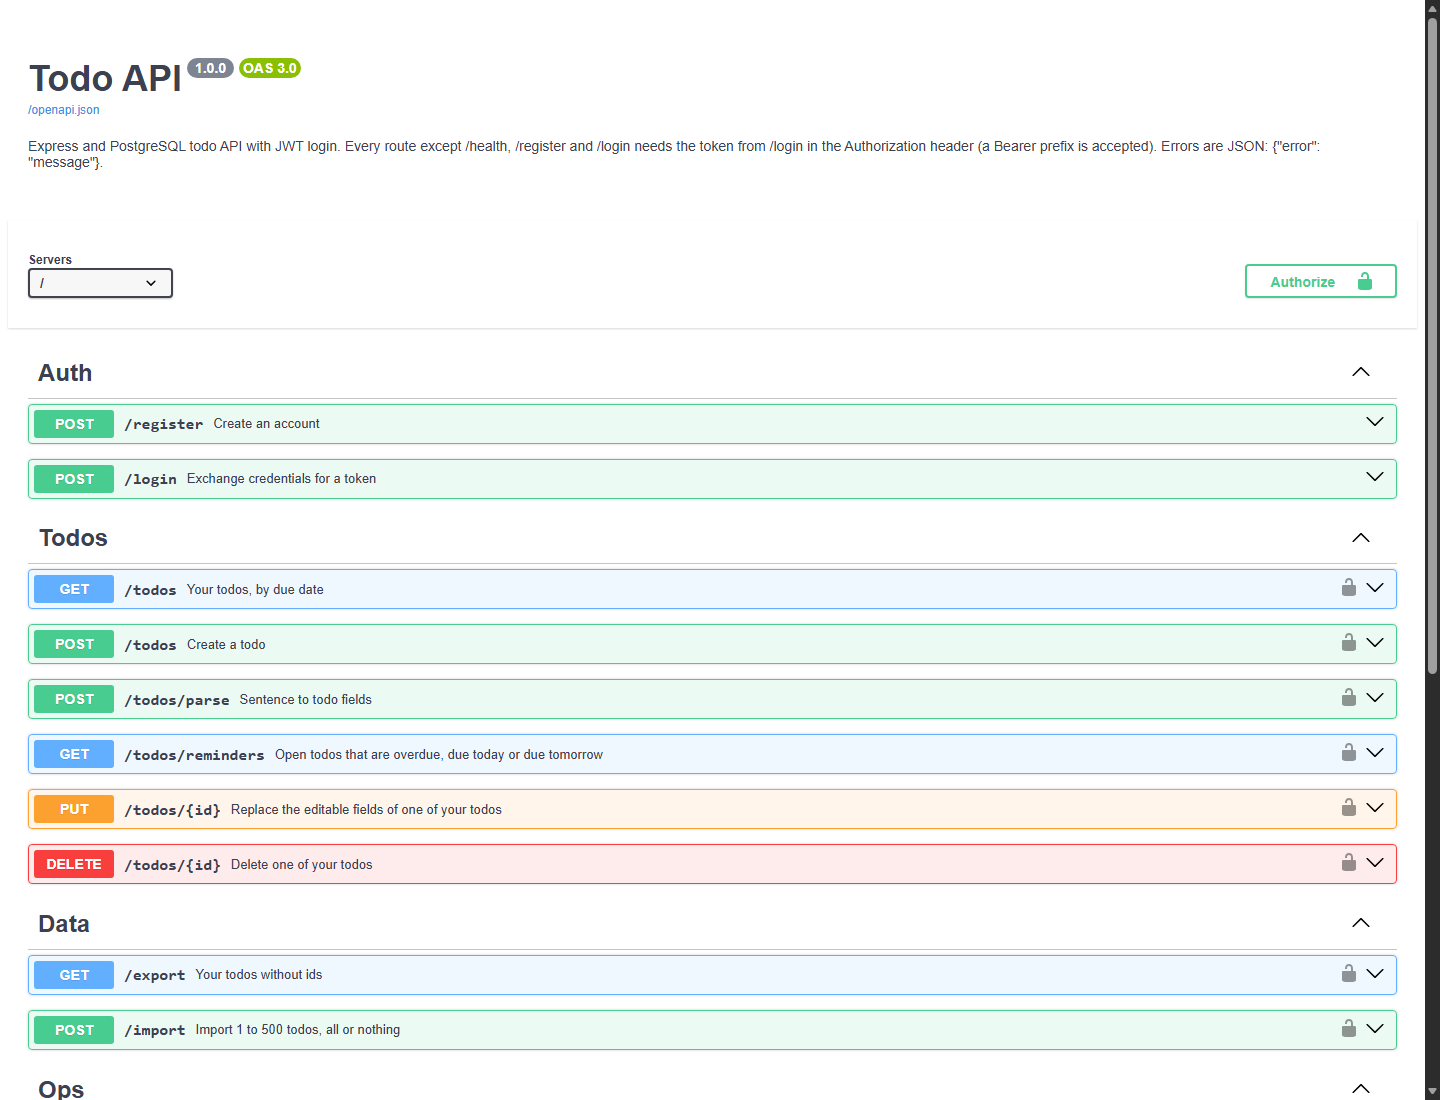 Todo API 1.0.0 OAS 3.0
/openapi.json
Express and PostgreSQL todo API with JWT login. Every route except /health, /register and /login needs the token from /login in the Authorization header (a Bearer prefix is accepted). Errors are JSON: {"error":
"message"}.
Servers
/
Authorize
Auth
POST /register Create an account
POST /login Exchange credentials for a token
Todos
GET /todos Your todos, by due date
POST /todos Create a todo
POST /todos/parse Sentence to todo fields
GET /todos/reminders Open todos that are overdue, due today or due tomorrow
PUT /todos/{id} Replace the editable fields of one of your todos
DELETE /todos/{id} Delete one of your todos
Data
GET /export Your todos without ids
POST /import Import 1 to 500 todos, all or nothing
Ops